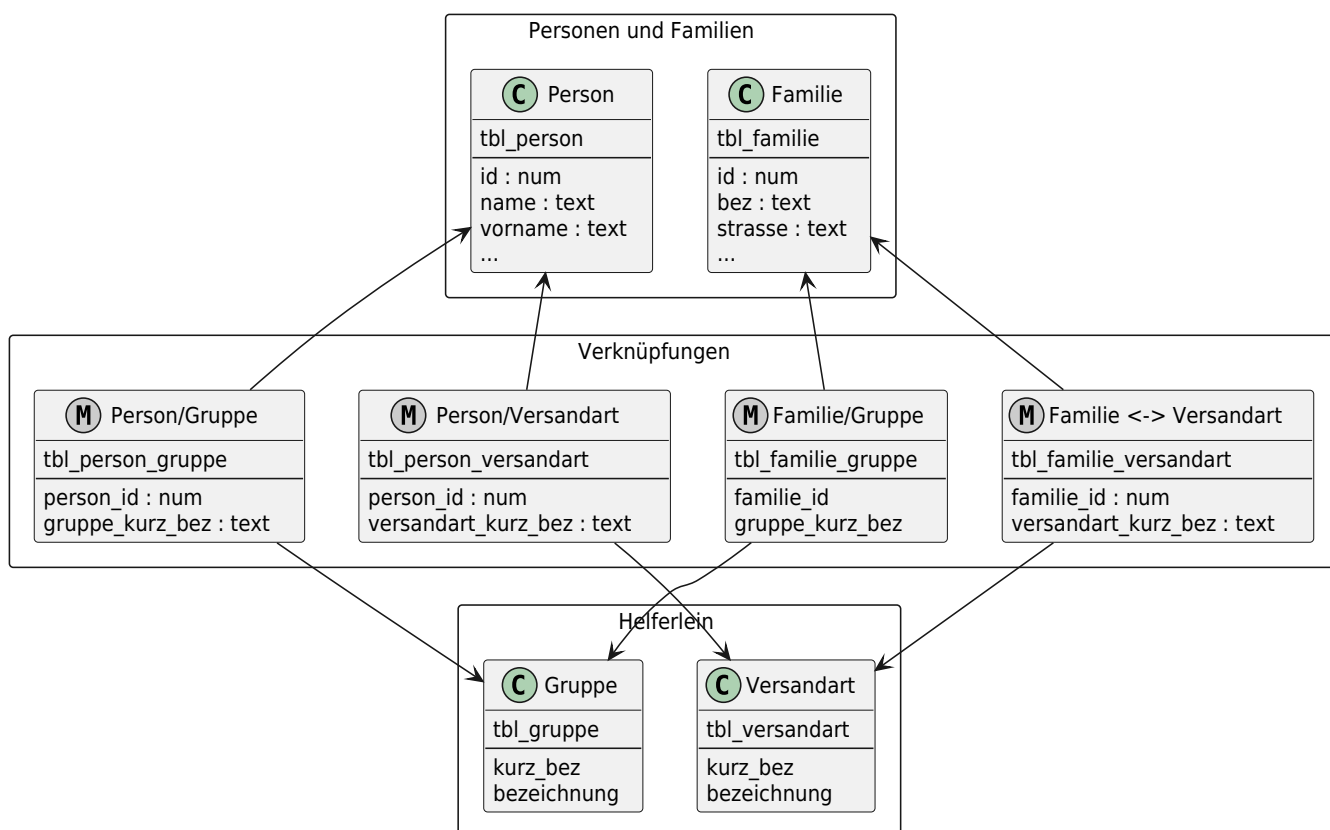 Personen und Familien
C Person
tbl_person
id : num
name : text
vorname : text
...
C Familie
tbl_familie
id : num
bez : text
strasse : text
...
Verknüpfungen
M Person/Gruppe
tbl_person_gruppe
person_id : num
gruppe_kurz_bez : text
M Person/Versandart
tbl_person_versandart
person_id : num
versandart_kurz_bez : text
M Familie/Gruppe
tbl_familie_gruppe
familie_id
gruppe_kurz_bez
M Familie <-> Versandart
tbl_familie_versandart
familie_id : num
versandart_kurz_bez : text
Helferlein
C Gruppe
tbl_gruppe
kurz_bez
bezeichnung
C Versandart
tbl_versandart
kurz_bez
bezeichnung